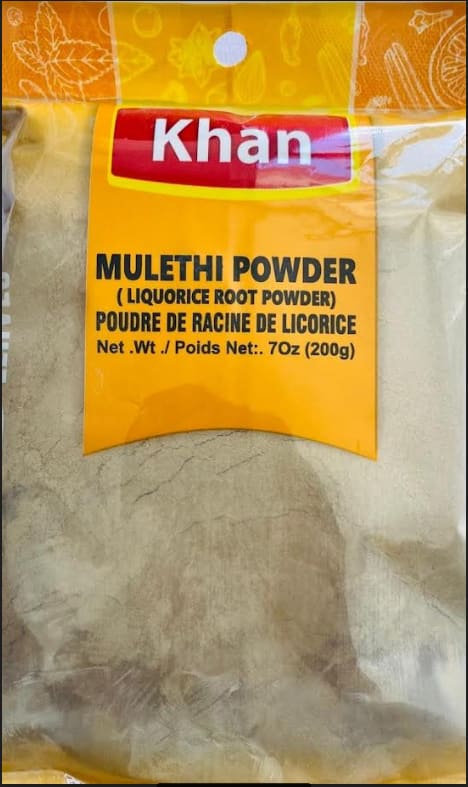 Khan
MULETHI POWDER
( LIQUORICE ROOT POWDER)
POUDRE DE RACINE DE LICORICE
Net .Wt ./ Poids Net:. 7Oz (200g)